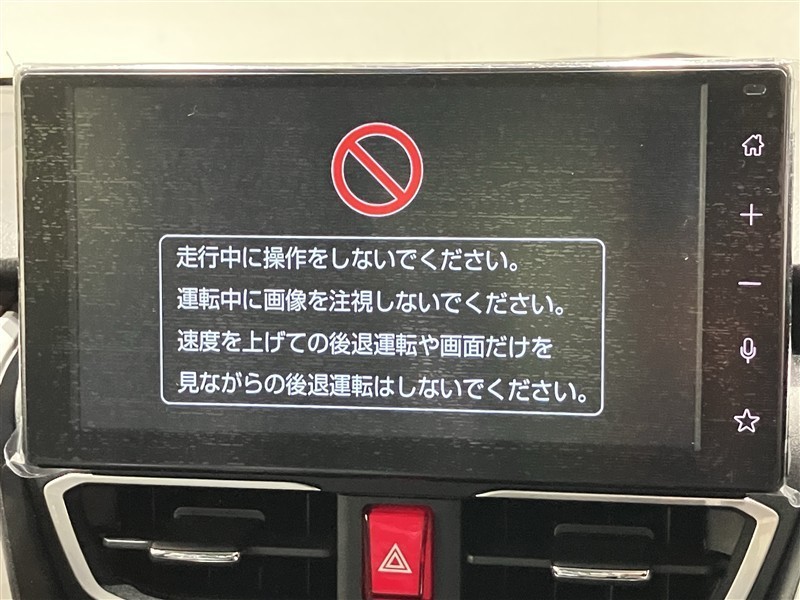 走行中に操作をしないでください。
運転中に画像を注視しないでください。
速度を上げての後退運転や画面だけを
見ながらの後退運転はしないでください。